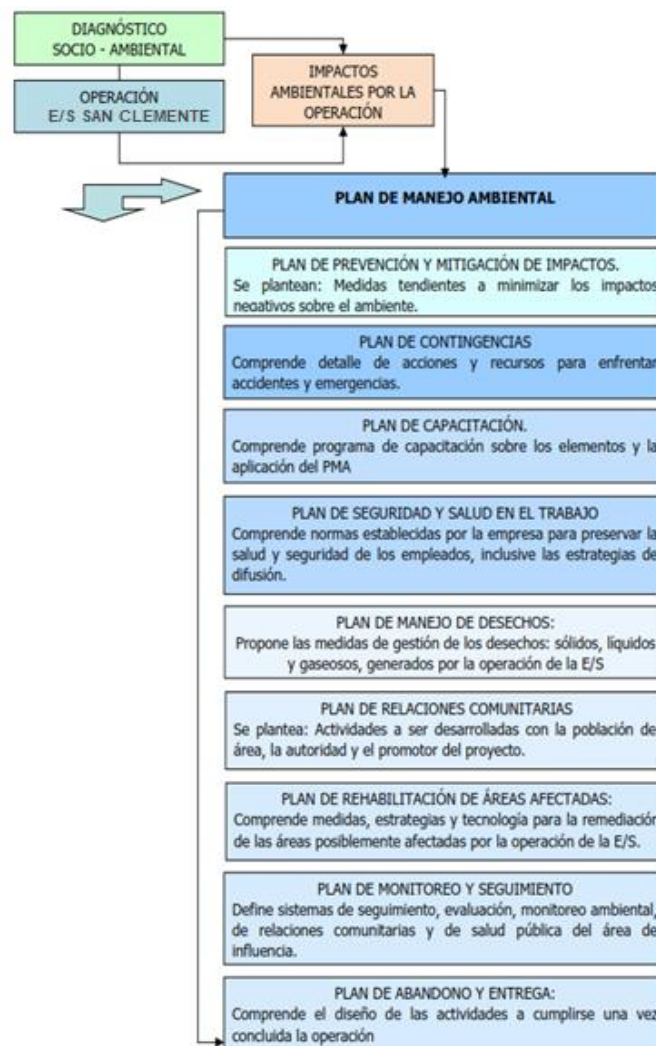 DIAGNÓSTICO
SOCIO - AMBIENTAL
OPERACIÓN
E/S SAN CLEMENTE
IMPACTOS
AMBIENTALES POR LA
OPERACIÓN
PLAN DE MANEJO AMBIENTAL
PLAN DE PREVENCIÓN Y MITIGACIÓN DE IMPACTOS.
Se plantean: Medidas tendientes a minimizar los impactos
negativos sobre el ambiente.
PLAN DE CONTINGENCIAS
Comprende detalle de acciones y recursos para enfrentar
accidentes y emergencias.
PLAN DE CAPACITACIÓN.
Comprende programa de capacitación sobre los elementos y la
aplicación del PMA
PLAN DE SEGURIDAD Y SALUD EN EL TRABAJO
Comprende normas establecidas por la empresa para preservar la
salud y seguridad de los empleados, inclusive las estrategias de
difusión.
PLAN DE MANEJO DE DESECHOS:
Propone las medidas de gestión de los desechos: sólidos, líquidos
y gaseosos, generados por la operación de la E/S
PLAN DE RELACIONES COMUNITARIAS
Se plantea: Actividades a ser desarrolladas con la población de
área, la autoridad y el promotor del proyecto.
PLAN DE REHABILITACIÓN DE ÁREAS AFECTADAS:
Comprende medidas, estrategias y tecnología para la remediación
de las áreas posiblemente afectadas por la operación de la E/S.
PLAN DE MONITOREO Y SEGUIMIENTO
Define sistemas de seguimiento, evaluación, monitoreo ambiental,
de relaciones comunitarias y de salud pública del área de
influencia.
PLAN DE ABANDONO Y ENTREGA:
Comprende el diseño de las actividades a cumplirse una vez
concluida la operación